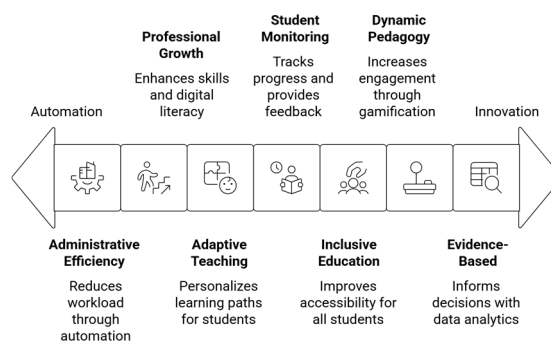 Professional
Growth
Enhances skills
and digital
literacy
Student
Monitoring
Tracks
progress and
provides
feedback
Dynamic
Pedagogy
Increases
engagement
through
gamification
Automation
Innovation
Administrative
Efficiency
Reduces
workload
through
automation
Adaptive
Teaching
Personalizes
learning paths
for students
Inclusive
Education
Improves
accessibility for
all students
Evidence-
Based
Informs
decisions with
data analytics